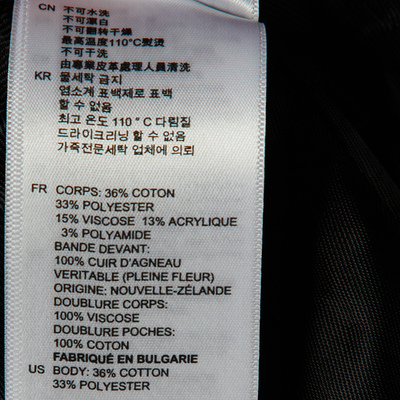 CN 不可水洗
不可漂白
不可翻轉干燥
最高溫度110°C熨燙
不可干洗
由專業皮革處理人員清洗
KR 물세탁 금지
염소계 표백제로 표백
할 수 없음
최고 온도 110 ° C 다림질
드라이크리닝 할 수 없음
가죽전문세탁 업체에 의뢰
FR CORPS: 36% COTON
33% POLYESTER
15% VISCOSE 13% ACRYLIQUE
3% POLYAMIDE
BANDE DEVANT:
100% CUIR D'AGNEAU
VERITABLE (PLEINE FLEUR)
ORIGINE: NOUVELLE-ZÉLANDE
DOUBLURE CORPS:
100% VISCOSE
DOUBLURE POCHES:
100% COTON
FABRIQUÉ EN BULGARIE
US BODY: 36% COTTON
33% POLYESTER